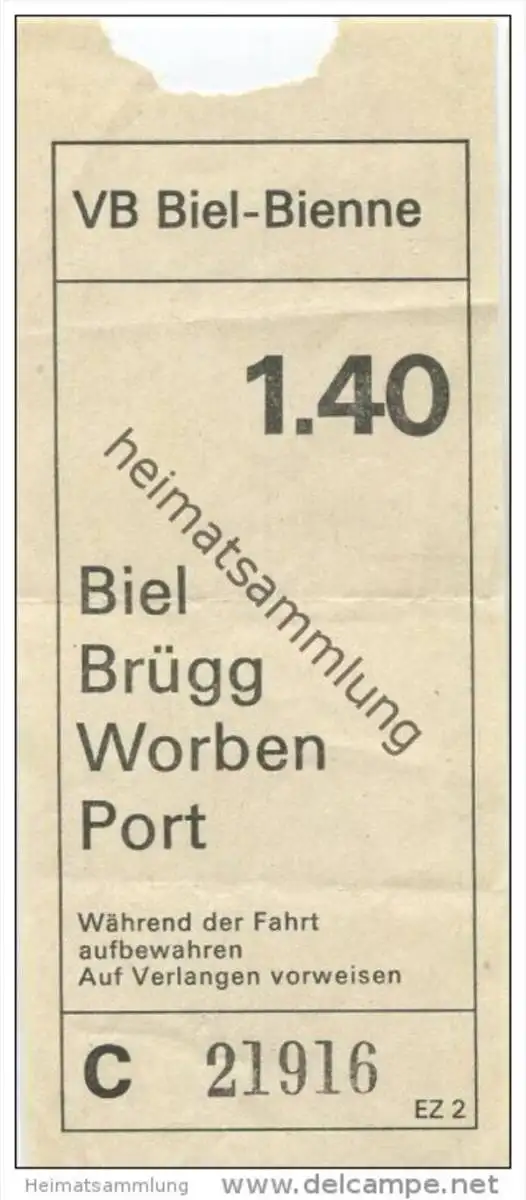 VB Biel-Bienne
1.40
heimatsammlung
Biel
Brügg
Worben
Port
Während der Fahrt
aufbewahren
Auf Verlangen vorweisen
C 21916
EZ 2
Heimatsammlung www.delcampe.net